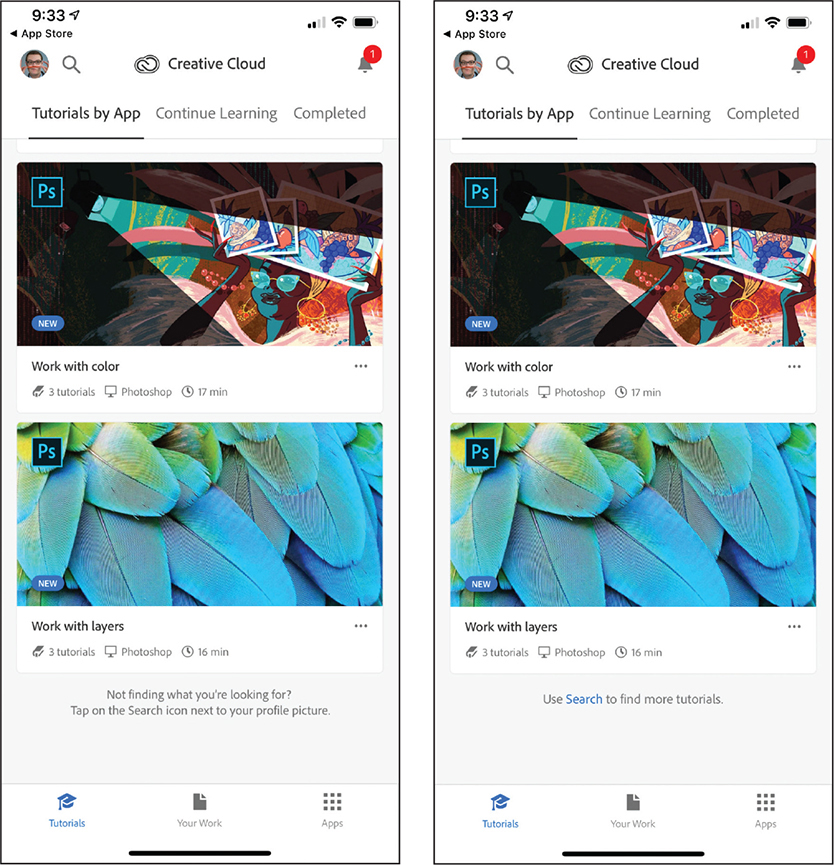 9:33
◀ App Store
Creative Cloud
1
Tutorials by App Continue Learning Completed
Ps
NEW
Work with color
3 tutorials Photoshop 17 min
Ps
NEW
Work with layers
3 tutorials Photoshop 16 min
Not finding what you're looking for?
Tap on the Search icon next to your profile picture.
Tutorials Your Work Apps
9:33
◀ App Store
Creative Cloud
1
Tutorials by App Continue Learning Completed
Ps
NEW
Work with color
3 tutorials Photoshop 17 min
Ps
NEW
Work with layers
3 tutorials Photoshop 16 min
Use Search to find more tutorials.
Tutorials Your Work Apps